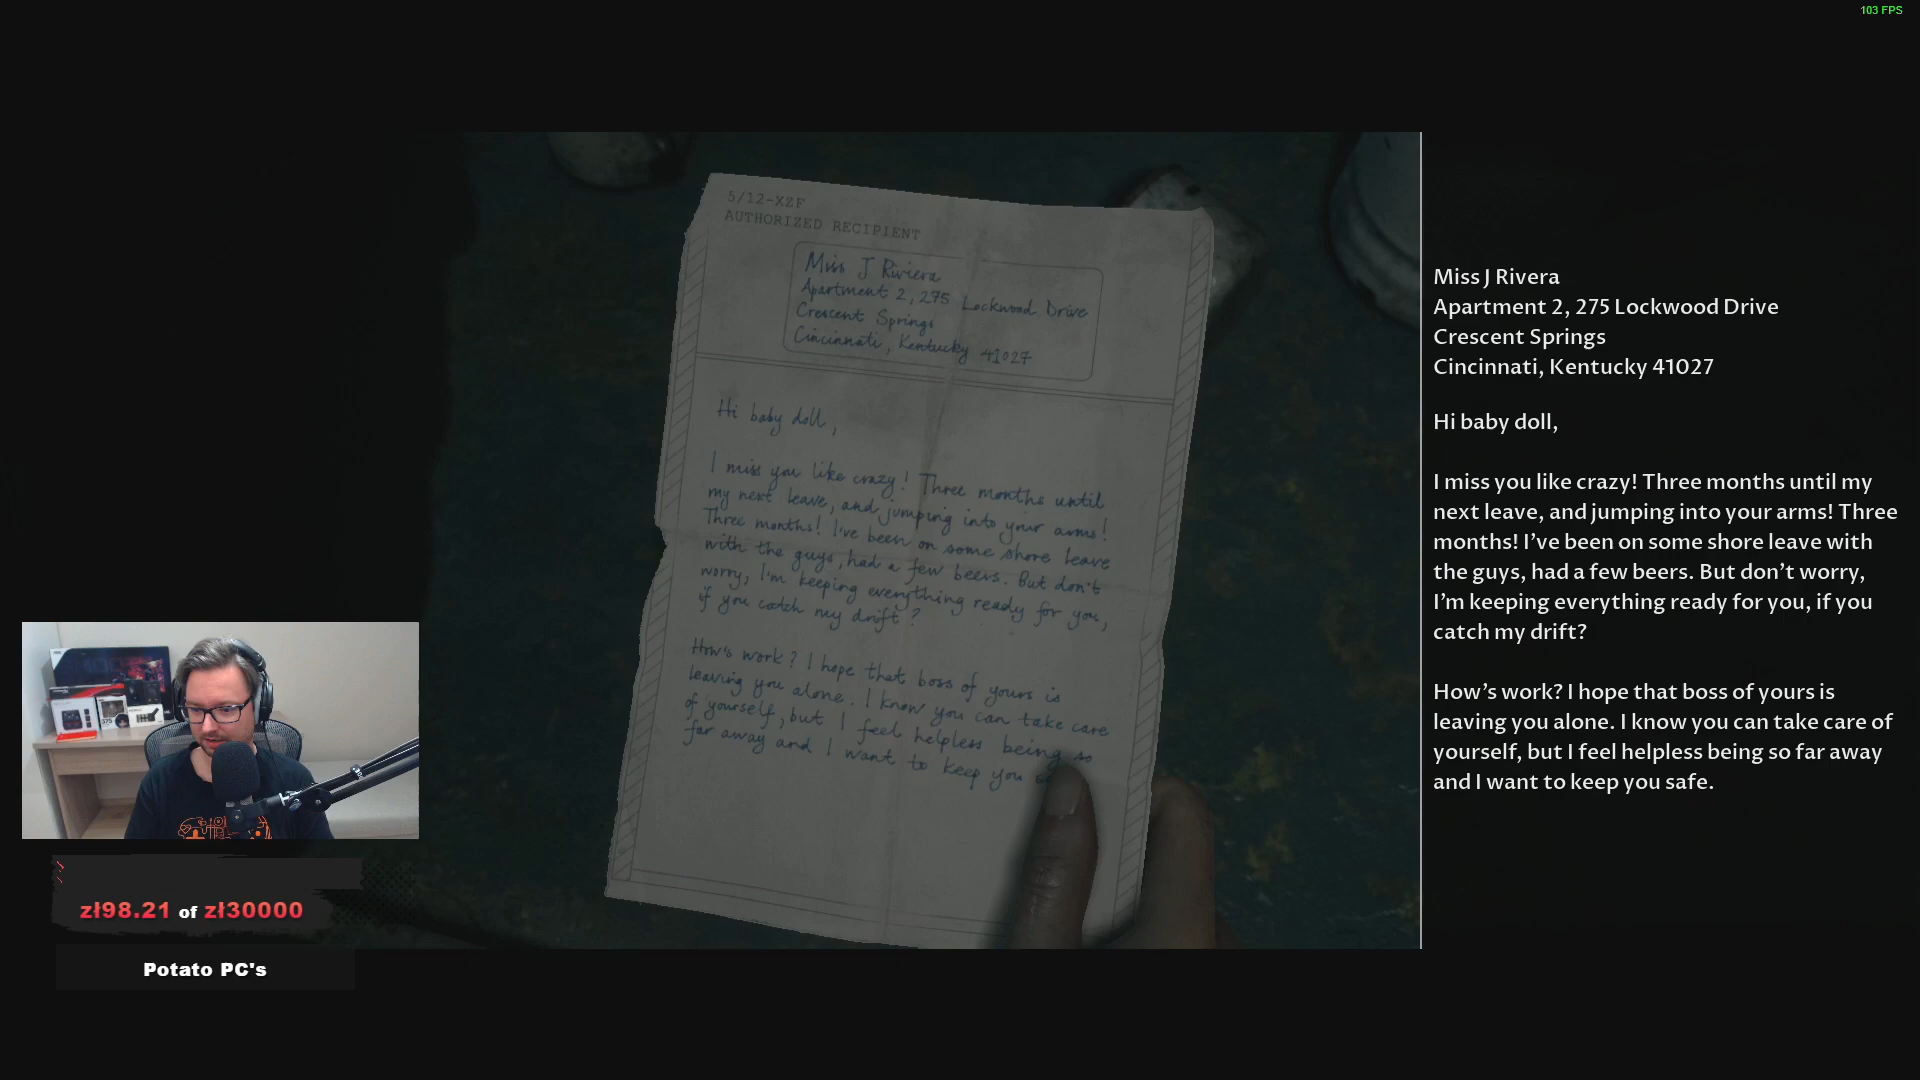 103 FPS
5/12-XZF
AUTHORIZED RECIPIENT
Miss J Riviera
Apartment 2, 275 Lockwood Drive
Crescent Springs
Cincinnati, Kentucky 41027
Hi baby doll,
I miss you like crazy! Three months until
my next leave, and jumping into your arms!
Three months! I've been on some shore leave
with the guys, had a few beers. But don't
worry, I'm keeping everything ready for you,
if you catch my drift?
How's work? I hope that boss of yours is
leaving you alone. I know you can take care
of yourself, but I feel helpless being so
far away and I want to keep you
Miss J Rivera
Apartment 2, 275 Lockwood Drive
Crescent Springs
Cincinnati, Kentucky 41027
Hi baby doll,
I miss you like crazy! Three months until my
next leave, and jumping into your arms! Three
months! I've been on some shore leave with
the guys, had a few beers. But don't worry,
I'm keeping everything ready for you, if you
catch my drift?
How's work? I hope that boss of yours is
leaving you alone. I know you can take care of
yourself, but I feel helpless being so far away
and I want to keep you safe.
zł98.21 of zł30000
Potato PC's